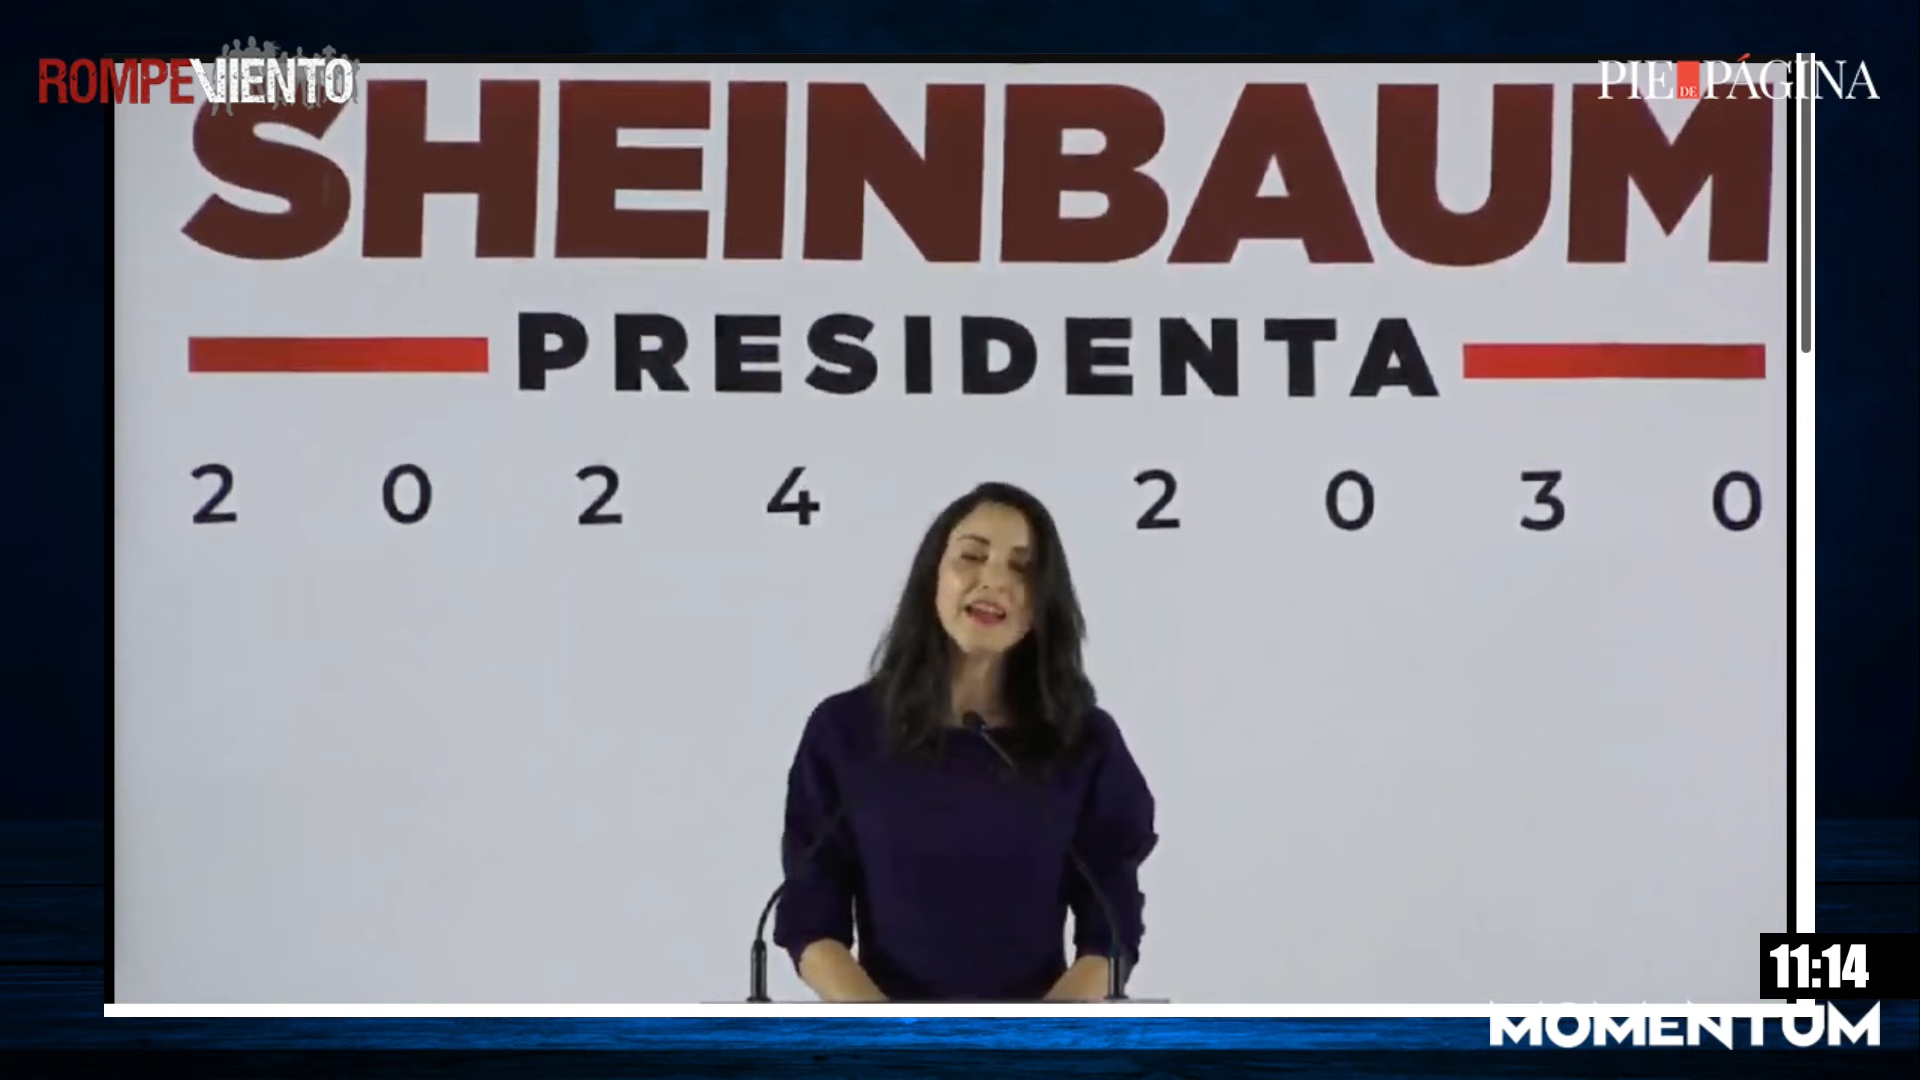 ROMPEVIENTO
PIE DE PÁGINA
SHEINBAUM
PRESIDENTA
2024 2030
11:14
MOMENTUM